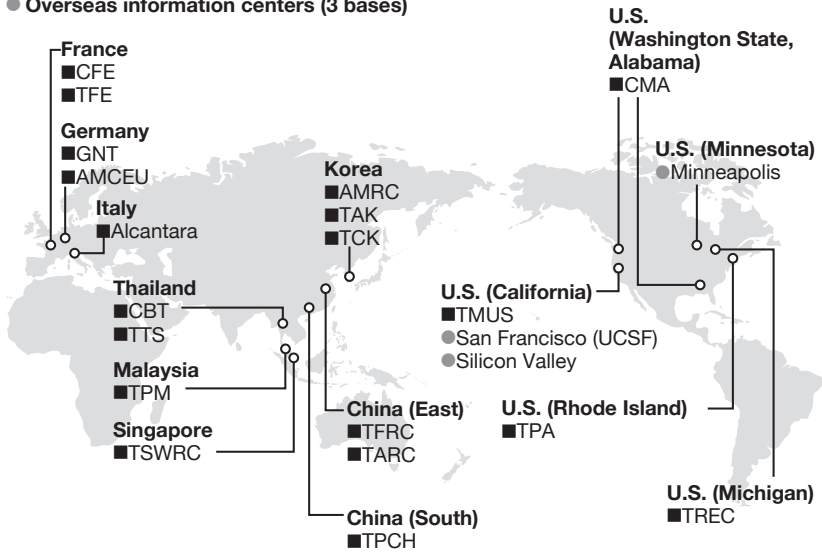 ● Overseas information centers (3 bases)
France
■CFE
■TFE
Germany
■GNT
■AMCEU
Italy
■Alcantara
Korea
■AMRC
■TAK
■TCK
Thailand
■CBT
■TTS
Malaysia
■TPM
Singapore
■TSWRC
China (East)
■TFRC
■TARC
China (South)
■TPCH
U.S.
(Washington State,
Alabama)
■CMA
U.S. (Minnesota)
●Minneapolis
U.S. (California)
■TMUS
●San Francisco (UCSF)
●Silicon Valley
U.S. (Rhode Island)
■TPA
U.S. (Michigan)
■TREC